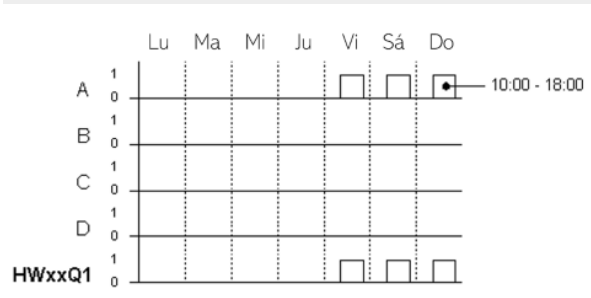 Lu Ma Mi Ju Vi Sá Do
A 1 0 10:00 - 18:00
B 1 0
C 1 0
D 1 0
HWxxQ1 1 0